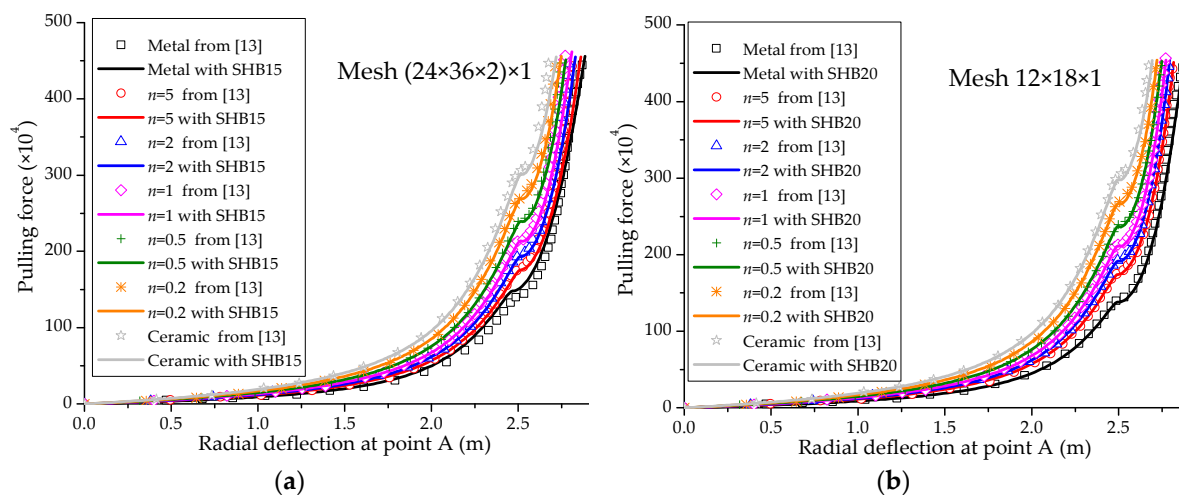 500
400
300
200
100
0
0.0
0.5
1.0
1.5
2.0
2.5
Pulling force (×10⁴)
Radial deflection at point A (m)
Metal from [13]
Metal with SHB15
n=5 from [13]
n=5 with SHB15
n=2 from [13]
n=2 with SHB15
n=1 from [13]
n=1 with SHB15
n=0.5 from [13]
n=0.5 with SHB15
n=0.2 from [13]
n=0.2 with SHB15
Ceramic from [13]
Ceramic with SHB15
Mesh (24×36×2)×1
(a)
500
400
300
200
100
0
0.0
0.5
1.0
1.5
2.0
2.5
Pulling force (×10⁴)
Radial deflection at point A (m)
Metal from [13]
Metal with SHB20
n=5 from [13]
n=5 with SHB20
n=2 from [13]
n=2 with SHB20
n=1 from [13]
n=1 with SHB20
n=0.5 from [13]
n=0.5 with SHB20
n=0.2 from [13]
n=0.2 with SHB20
Ceramic from [13]
Ceramic with SHB20
Mesh 12×18×1
(b)